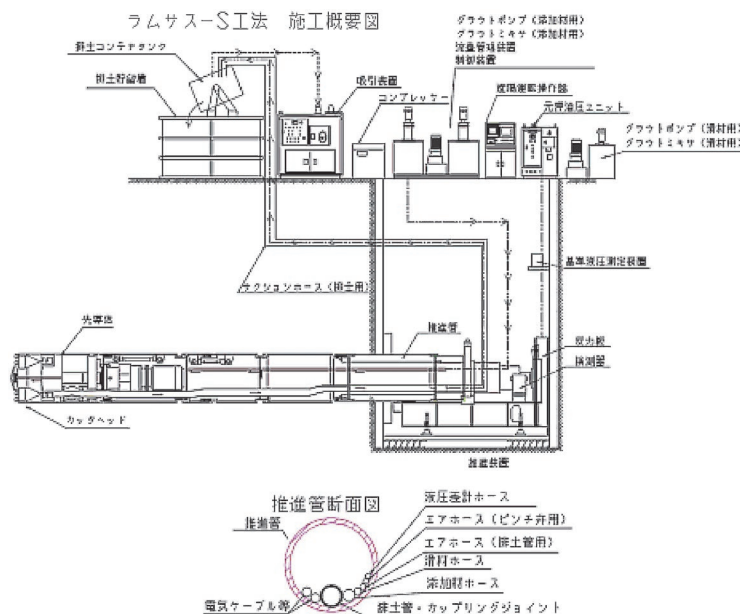 ラムサス－S工法 施工概要図
排土コンテナタンク
排土貯留槽
吸引装置
コンプレッサー
グラウトポンプ（添加材用）
グラウトミキサ（添加材用）
流量管理装置
制御装置
遠隔運転操作盤
元押油圧ユニット
グラウトポンプ（滑材用）
グラウトミキサ（滑材用）
サクションホース（排土用）
基準液圧測定装置
先導体
推進管
反力板
検測器
カッタヘッド
推進装置
推進管断面図
推進管
液圧差計ホース
エアホース（ピンチ弁用）
エアホース（排土管用）
滑材ホース
添加材ホース
電気ケーブル等
排土管・カップリングジョイント